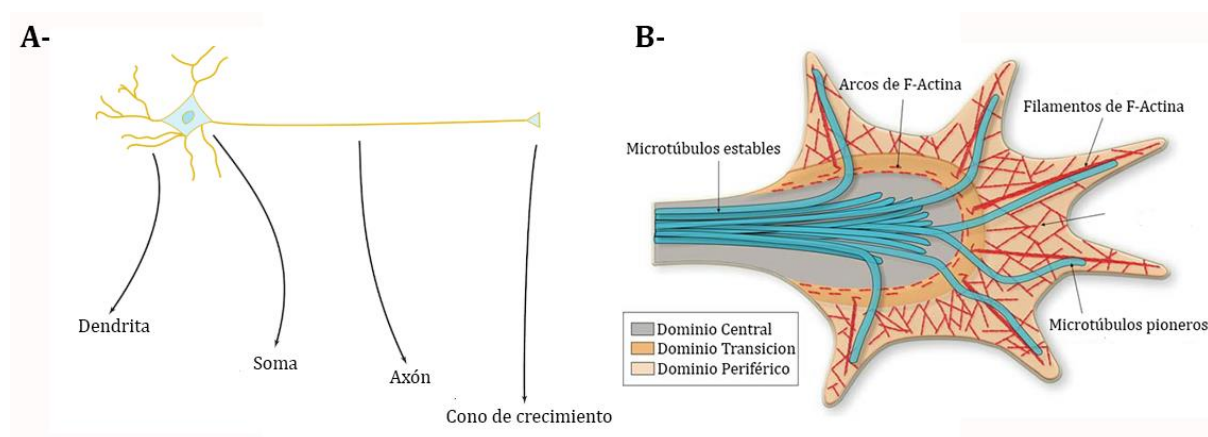 A-
Dendrita
Soma
Axón
Cono de crecimiento
B-
Arcos de F-Actina
Filamentos de F-Actina
Microtúbulos estables
Microtúbulos pioneros
Dominio Central
Dominio Transicion
Dominio Periférico